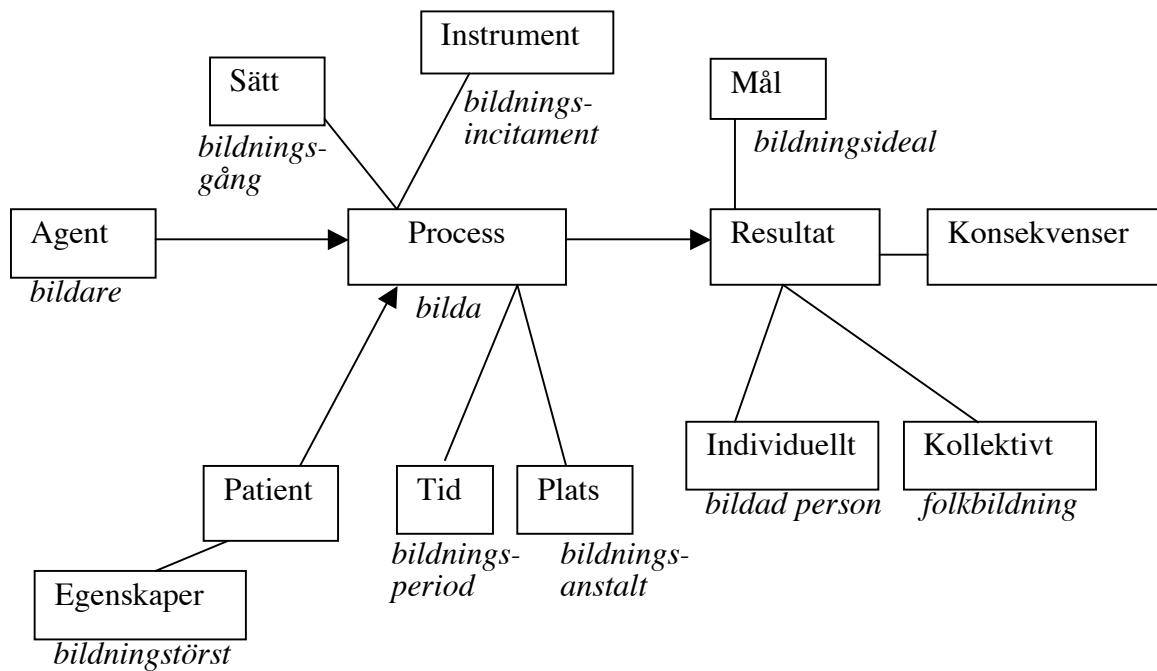 Instrument
Sätt
Mål
bildnings-
incitament
bildningsideal
bildnings-
gång
Agent
Process
Resultat
Konsekvenser
bildare
bilda
Individuellt
Kollektivt
Patient
Tid
Plats
bildad person
folkbildning
bildnings-
period
bildnings-
anstalt
Egenskaper
bildningstörst